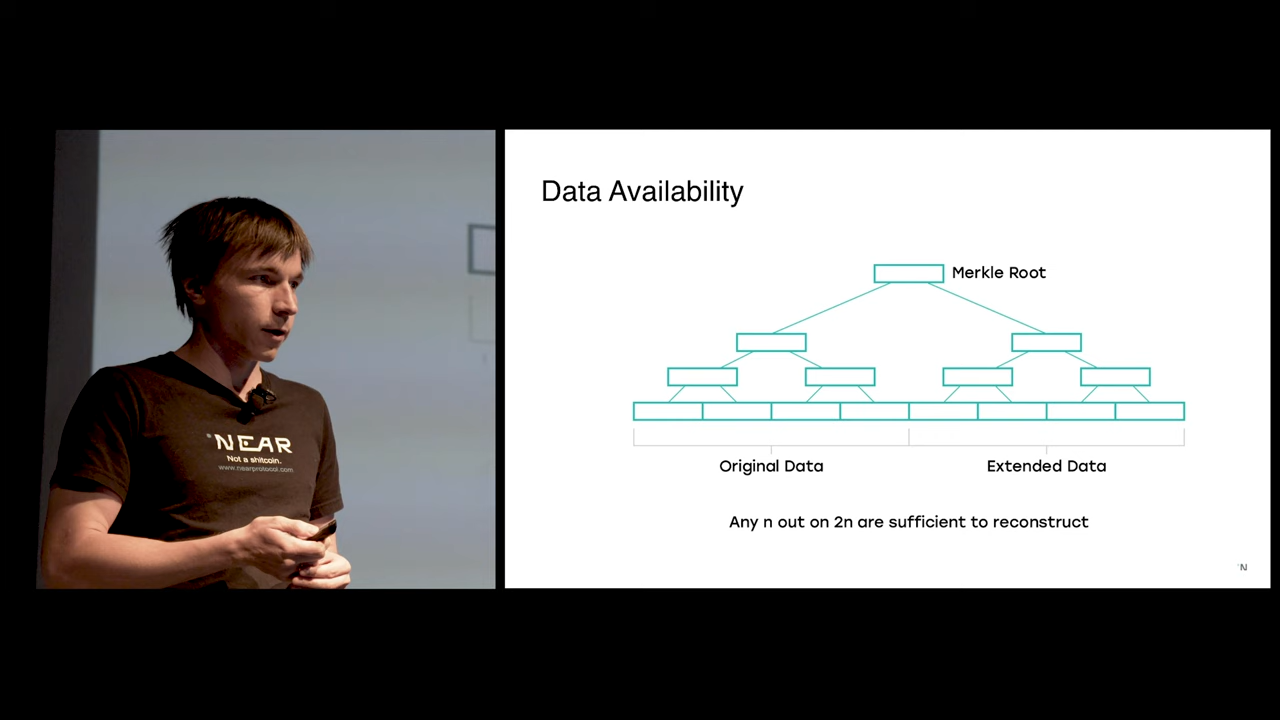 NEAR
Not a shitcoin.
www.nearprotocol.com
Data Availability
Merkle Root
Original Data
Extended Data
Any n out on 2n are sufficient to reconstruct
N